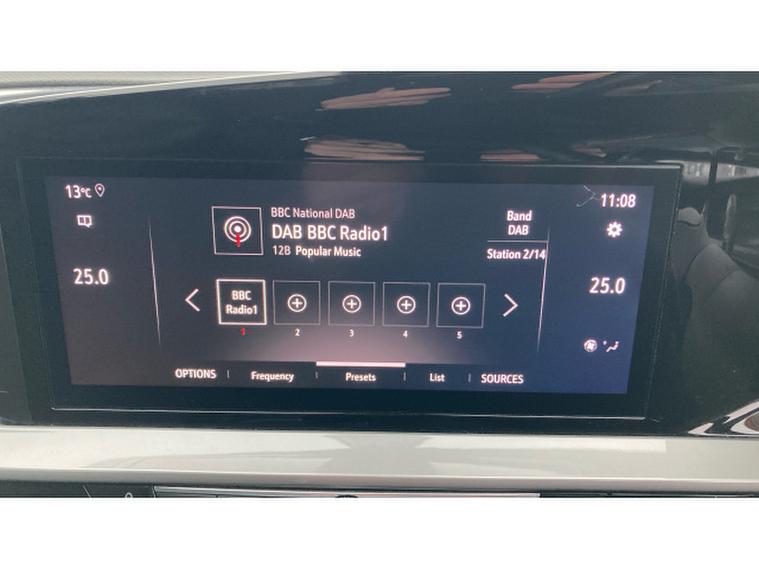 13°C
11:08
BBC National DAB
DAB BBC Radio1
12B Popular Music
Band
DAB
Station 2/14
25.0
25.0
BBC
Radio1
1
2
3
4
5
OPTIONS
Frequency
Presets
List
SOURCES